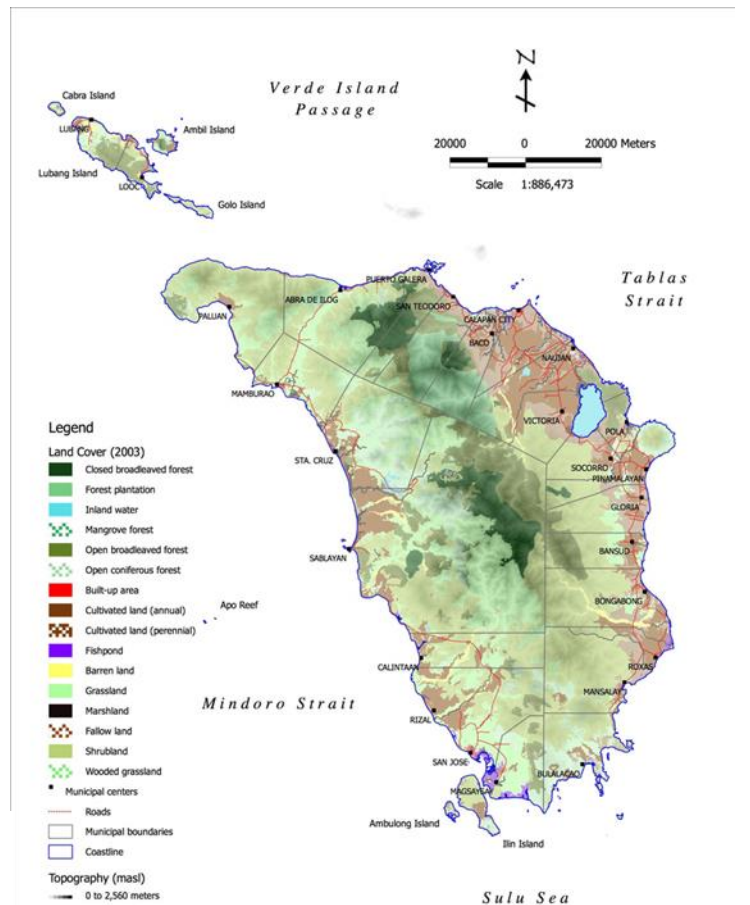 Verde Island
Passage
N
Cabra Island
LUBANG
Ambil Island
Lubang Island
LOOC
Golo Island
20000 0 20000 Meters
Scale 1:886,473
Tablas
Strait
PUERTO GALERA
ABRA DE ILOG
SAN TEODORO
PALUAN
CALAPAN CITY
BACO
NAUJAN
MAMBURAO
VICTORIA
POLA
STA. CRUZ
SOCORRO
PINAMALAYAN
GLORIA
SABLAYAN
BANSUD
BONGABONG
Apo Reef
CALINTAAN
ROXAS
MANSALAY
Mindoro Strait
RIZAL
SAN JOSE
BULALACAO
MAGSAYSAY
Ambulong Island
Ilin Island
Sulu Sea
Legend
Land Cover (2003)
Closed broadleaved forest
Forest plantation
Inland water
Mangrove forest
Open broadleaved forest
Open coniferous forest
Built-up area
Cultivated land (annual)
Cultivated land (perennial)
Fishpond
Barren land
Grassland
Marshland
Fallow land
Shrubland
Wooded grassland
Municipal centers
Roads
Municipal boundaries
Coastline
Topography (masl)
0 to 2,560 meters